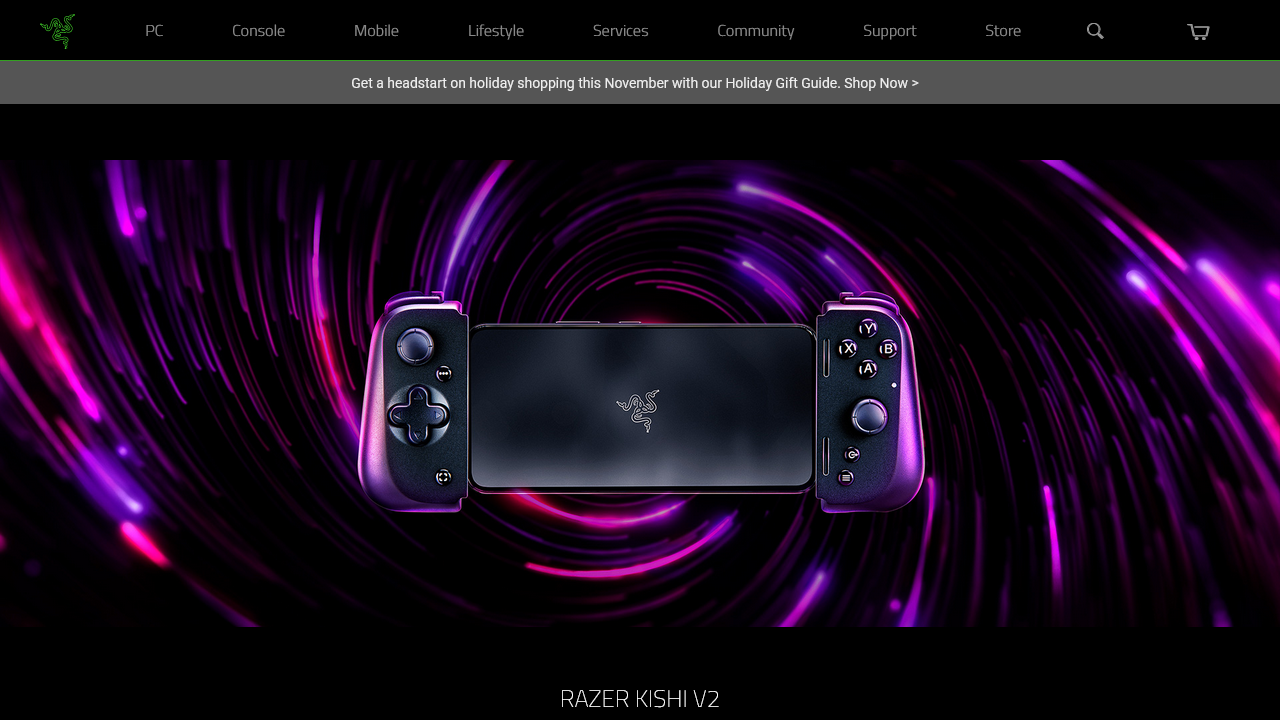 PC
Console
Mobile
Lifestyle
Services
Community
Support
Store
Get a headstart on holiday shopping this November with our Holiday Gift Guide. Shop Now >
Y
X
B
A
RAZER KISHI V2